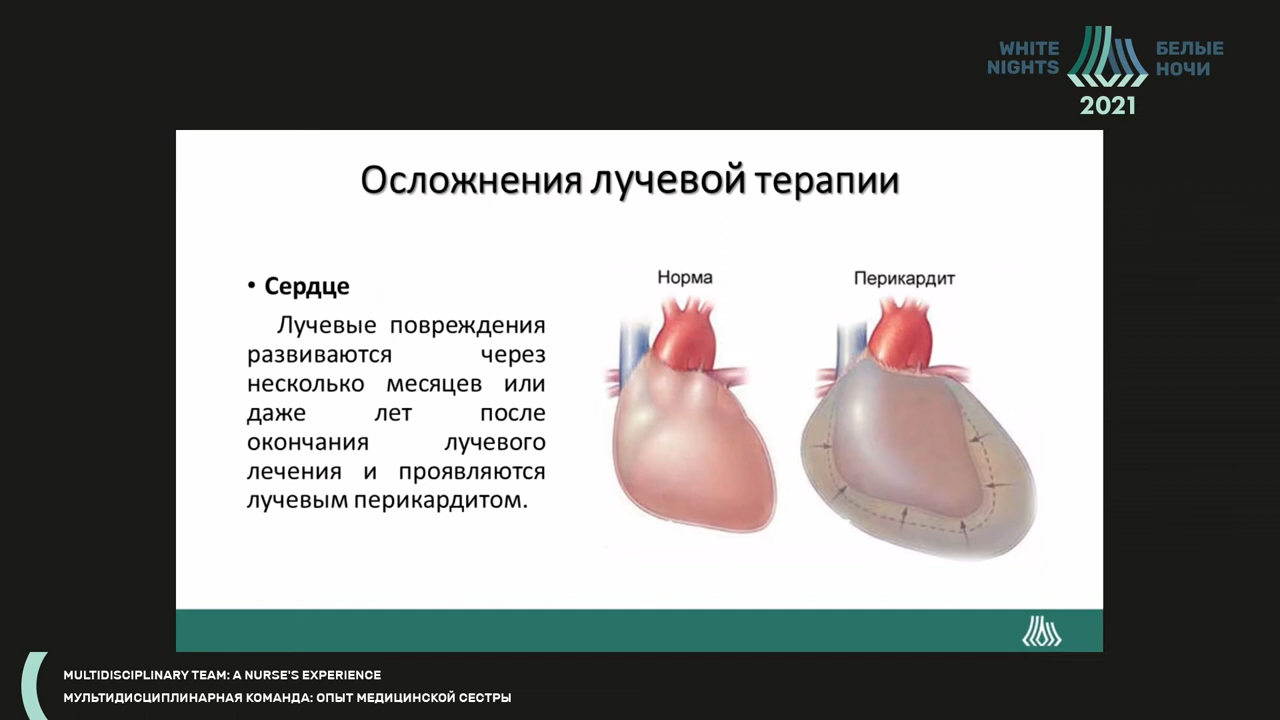 WHITE
NIGHTS
БЕЛЫЕ
НОЧИ
2021
Осложнения лучевой терапии
• Сердце
Лучевые повреждения
развиваются через
несколько месяцев или
даже лет после
окончания лучевого
лечения и проявляются
лучевым перикардитом.
Норма
Перикардит
MULTIDISCIPLINARY TEAM: A NURSE'S EXPERIENCE
МУЛЬТИДИСЦИПЛИНАРНАЯ КОМАНДА: ОПЫТ МЕДИЦИНСКОЙ СЕСТРЫ